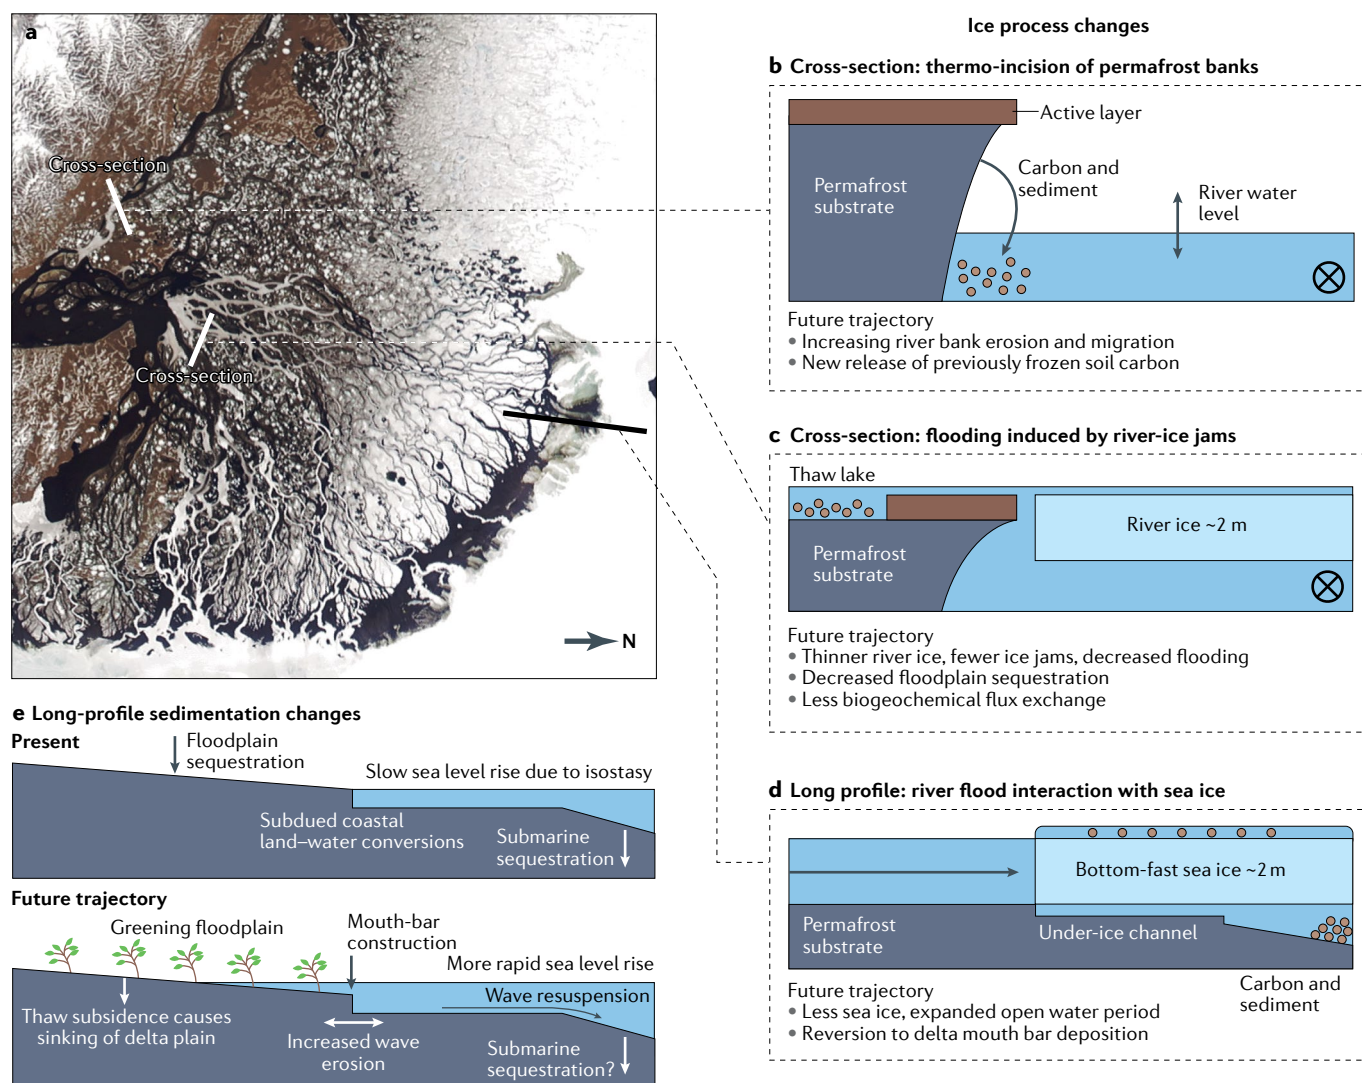 a
Cross-section
Cross-section
N
Ice process changes
b Cross-section: thermo-incision of permafrost banks
Active layer
Permafrost
substrate
Carbon and
sediment
River water
level
Future trajectory
• Increasing river bank erosion and migration
• New release of previously frozen soil carbon
c Cross-section: flooding induced by river-ice jams
Thaw lake
River ice ~2 m
Permafrost
substrate
Future trajectory
• Thinner river ice, fewer ice jams, decreased flooding
• Decreased floodplain sequestration
• Less biogeochemical flux exchange
d Long profile: river flood interaction with sea ice
Bottom-fast sea ice ~2 m
Permafrost
substrate
Under-ice channel
Carbon and
sediment
Future trajectory
• Less sea ice, expanded open water period
• Reversion to delta mouth bar deposition
e Long-profile sedimentation changes
Present
Floodplain
sequestration
Slow sea level rise due to isostasy
Subdued coastal
land–water conversions
Submarine
sequestration
Future trajectory
Greening floodplain
Mouth-bar
construction
More rapid sea level rise
Wave resuspension
Thaw subsidence causes
sinking of delta plain
Increased wave
erosion
Submarine
sequestration?